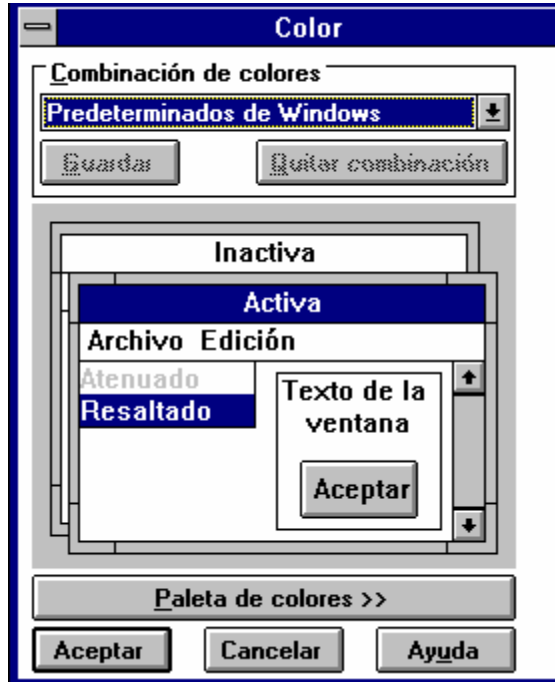 Color
Combinación de colores
Predeterminados de Windows
Guardar
Quitar combinación
Inactiva
Activa
Archivo Edición
Atenuado
Resaltado
Texto de la
ventana
Aceptar
Paleta de colores >>
Aceptar
Cancelar
Ayuda